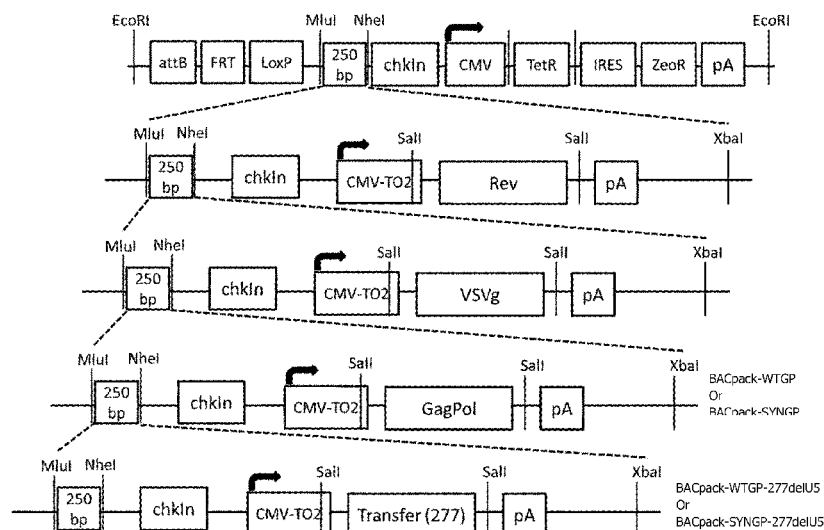 EcoRI MluI NheI EcoRI
attB FRT LoxP 250 bp chkIn CMV TetR IRES ZeoR pA
MluI NheI SalI SalI XbaI
250 bp chkIn CMV-TO2 Rev pA
MluI NheI SalI SalI XbaI
250 bp chkIn CMV-TO2 VSVg pA
MluI NheI SalI SalI XbaI
250 bp chkIn CMV-TO2 GagPol pA
BACpack-WTGP
Or
BACpack-SYNGP
MluI NheI SalI SalI XbaI
250 bp chkIn CMV-TO2 Transfer (277) pA
BACpack-WTGP-277delU5
Or
BACpack-SYNGP-277delU5